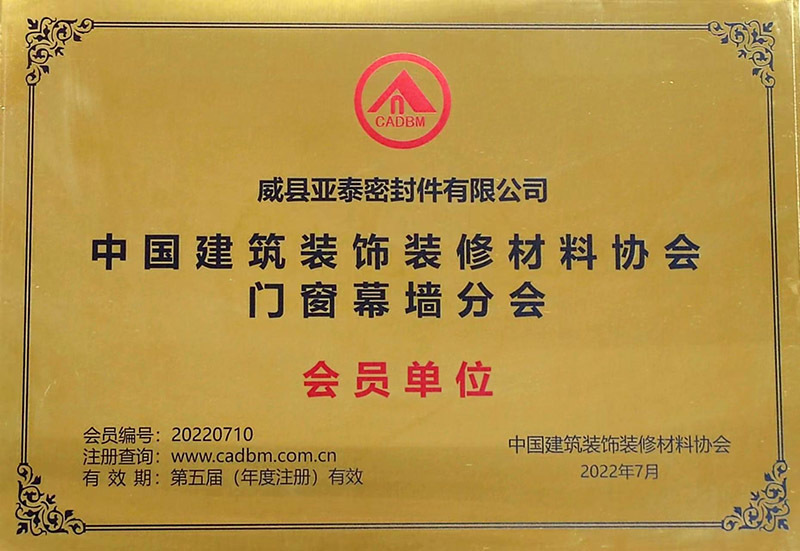 CADBM
威县亚泰密封件有限公司
中国建筑装饰装修材料协会
门窗幕墙分会
会员单位
会员编号：20220710
注册查询：www.cadbm.com.cn
有 效 期：第五届（年度注册）有效
中国建筑装饰装修材料协会
2022年7月